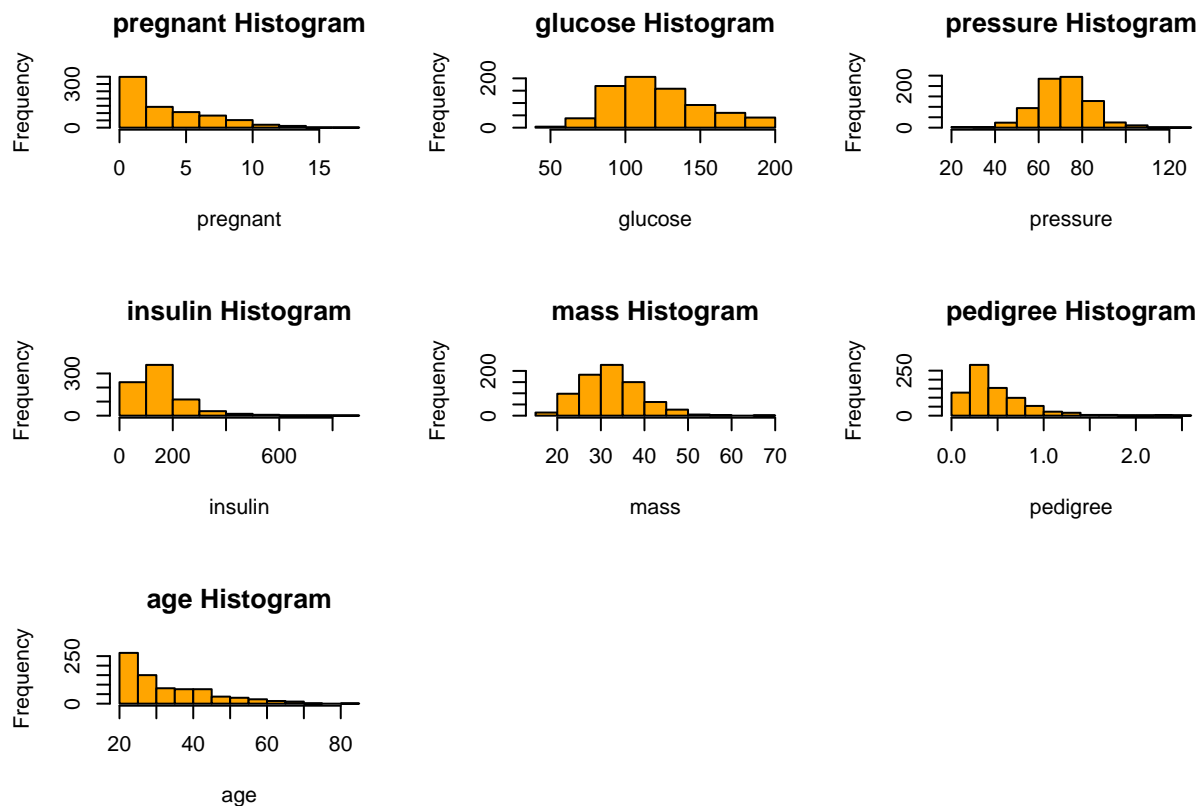 pregnant Histogram
Frequency
0 300
0 5 10 15
pregnant
glucose Histogram
Frequency
0 200
50 100 150 200
glucose
pressure Histogram
Frequency
0 200
20 40 60 80 120
pressure
insulin Histogram
Frequency
0 300
0 200 600
insulin
mass Histogram
Frequency
0 200
20 30 40 50 60 70
mass
pedigree Histogram
Frequency
0 250
0.0 1.0 2.0
pedigree
age Histogram
Frequency
0 250
20 40 60 80
age